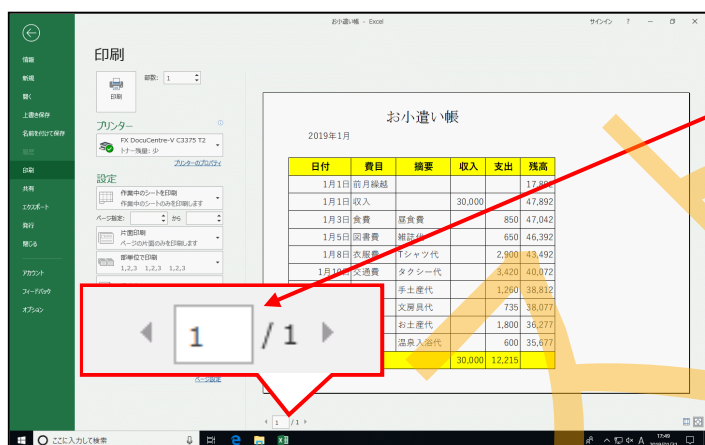 お小遣い帳 - Excel
サインイン ?
情報
新規
開く
上書き保存
名前を付けて保存
印刷
共有
エクスポート
発行
閉じる
アカウント
フィードバック
オプション
印刷
部数: 1
印刷
プリンター
FX DocuCentre-V C3375 T2
トナー残量: 少
プリンターのプロパティ
設定
作業中のシートを印刷
作業中のシートのみを印刷します
ページ指定: から
片面印刷
ページの片面のみを印刷します
部単位で印刷
1,2,3 1,2,3 1,2,3
ページ設定
1 / 1
お小遣い帳
2019年1月
日付 費目 摘要 収入 支出 残高
1月1日 前月繰越
1月1日 収入 30,000 47,892
1月3日 食費 昼食費 850 47,042
1月5日 図書費 650 46,392
1月8日 衣服費 Tシャツ代 2,900 43,492
1月10日 交通費 タクシー代 3,420 40,072
手土産代 1,260 38,812
文房具代 735 38,077
お土産代 1,800 36,277
温泉入浴代 600 35,677
30,000 12,215
1 / 1
ここに入力して検索
A 17:49